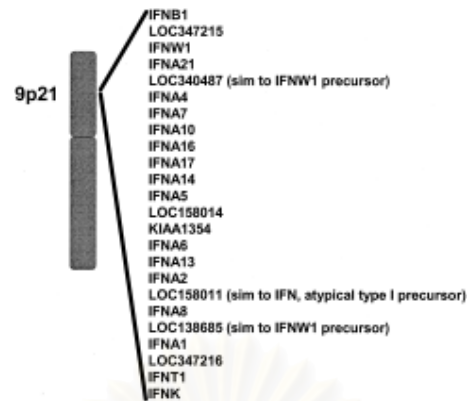 IFNB1
LOC347215
IFNW1
IFNA21
LOC340487 (sim to IFNW1 precursor)
9p21
IFNA4
IFNA7
IFNA10
IFNA16
IFNA17
IFNA14
IFNA5
LOC158014
KIAA1354
IFNA6
IFNA13
IFNA2
LOC158011 (sim to IFN, atypical type I precursor)
IFNA8
LOC138685 (sim to IFNW1 precursor)
IFNA1
LOC347216
IFNT1
IFNK